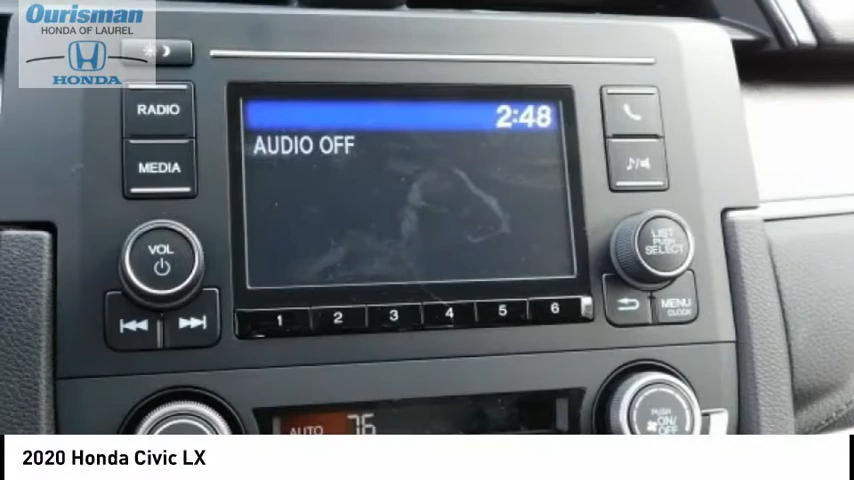 Ourisman
HONDA OF LAUREL
HONDA
RADIO
MEDIA
2:48
AUDIO OFF
VOL
LIST
PUSH
SELECT
MENU
CLOCK
1 2 3 4 5 6
AUTO 76
PUSH
ON/
OFF
2020 Honda Civic LX